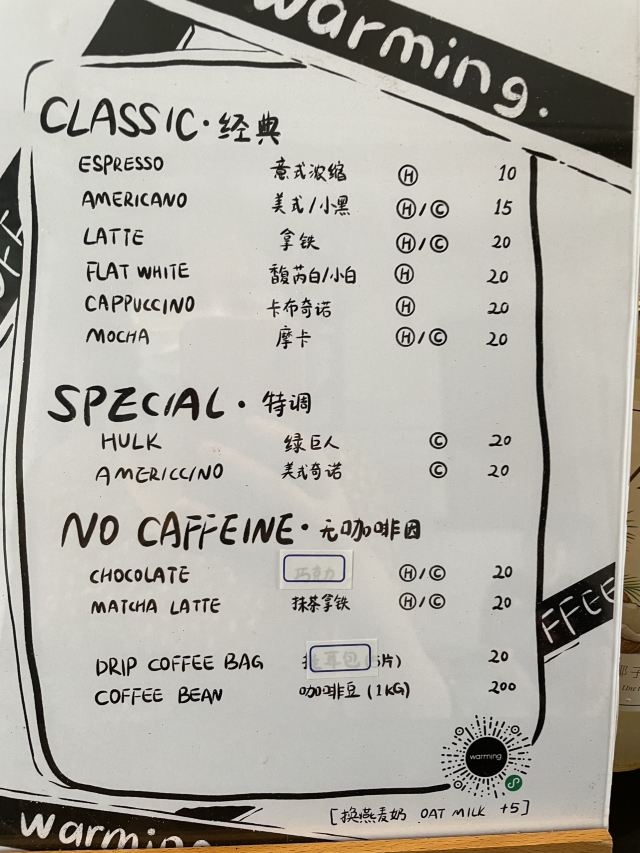 warming.
CLASSIC · 经典
ESPRESSO 意式浓缩 Ⓗ 10
AMERICANO 美式/小黑 Ⓗ/Ⓒ 15
LATTE 拿铁 Ⓗ/Ⓒ 20
FLAT WHITE 馥芮白/小白 Ⓗ 20
CAPPUCCINO 卡布奇诺 Ⓗ 20
MOCHA 摩卡 Ⓗ/Ⓒ 20
SPECIAL · 特调
HULK 绿巨人 Ⓒ 20
AMERICCINO 美式奇诺 Ⓒ 20
NO CAFFEINE · 无咖啡因
CHOCOLATE 巧克力 Ⓗ/Ⓒ 20
MATCHA LATTE 抹茶拿铁 Ⓗ/Ⓒ 20
DRIP COFFEE BAG 挂耳包(5片) 20
COFFEE BEAN 咖啡豆(1KG) 200
warming
[换燕麦奶 OAT MILK +5]
FFEE
warming